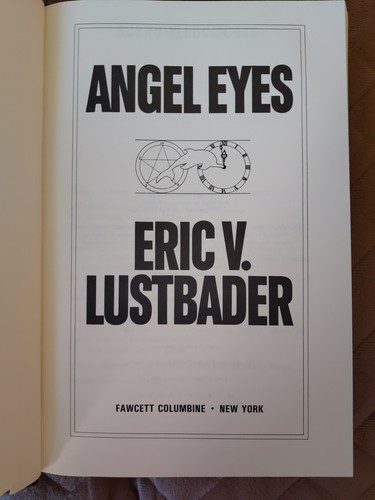 ANGEL EYES
ERIC V.
LUSTBADER
FAWCETT COLUMBINE • NEW YORK